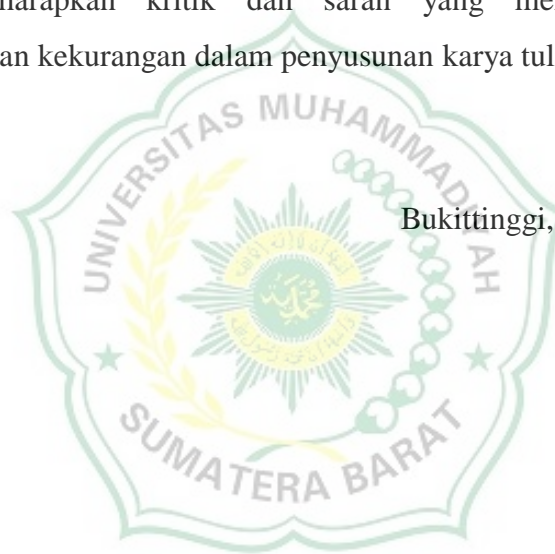 harapkan kritik dan saran yang me
an kekurangan dalam penyusunan karya tul
UNIVERSITAS MUHAMMADIYAH
Bukittinggi,
SUMATERA BARAT